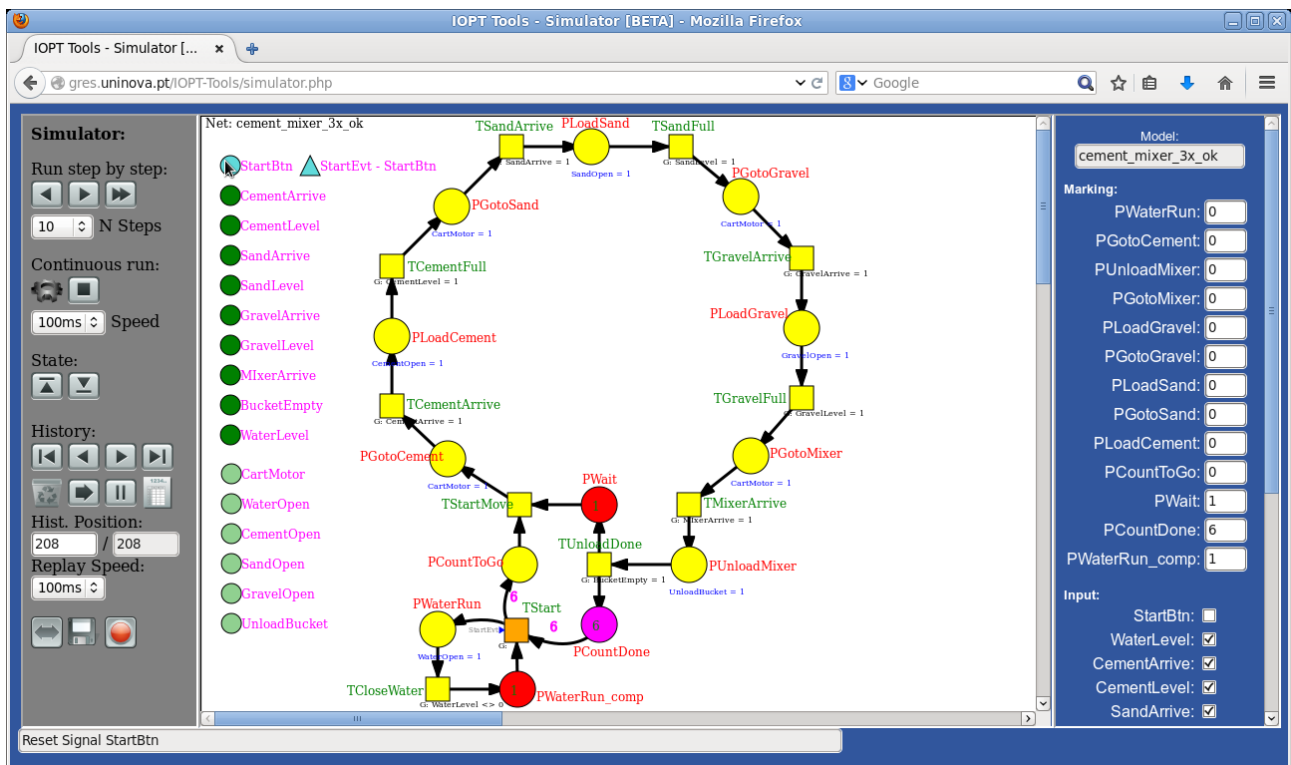 IOPT Tools - Simulator [BETA] - Mozilla Firefox
IOPT Tools - Simulator [...
gres.uninova.pt/IOPT-Tools/simulator.php
Google
Simulator:
Run step by step:
10 N Steps
Continuous run:
100ms Speed
State:
History:
Hist. Position:
208 / 208
Replay Speed:
100ms
Net: cement_mixer_3x_ok
StartBtn
StartEvt - StartBtn
CementArrive
CementLevel
SandArrive
SandLevel
GravelArrive
GravelLevel
MIxerArrive
BucketEmpty
WaterLevel
CartMotor
WaterOpen
CementOpen
SandOpen
GravelOpen
UnloadBucket
TSandArrive
PLoadSand
TSandFull
SandArrive = 1
SandOpen = 1
G: SandLevel = 1
PGotoSand
CartMotor = 1
PGotoGravel
CartMotor = 1
TCementFull
G: CementLevel = 1
TGravelArrive
G: GravelArrive = 1
PLoadCement
CementOpen = 1
PLoadGravel
GravelOpen = 1
TCementArrive
G: CementArrive = 1
TGravelFull
G: GravelLevel = 1
PGotoCement
CartMotor = 1
PGotoMixer
CartMotor = 1
PWait
1
TStartMove
TMixerArrive
G: MIxerArrive = 1
TUnloadDone
G: BucketEmpty = 1
PCountToGo
PUnloadMixer
UnloadBucket = 1
6
PWaterRun
TStart
StartEvt
G:
6
6
PCountDone
WaterOpen = 1
TCloseWater
G: WaterLevel <> 0
1
PWaterRun_comp
Model:
cement_mixer_3x_ok
Marking:
PWaterRun: 0
PGotoCement: 0
PUnloadMixer: 0
PGotoMixer: 0
PLoadGravel: 0
PGotoGravel: 0
PLoadSand: 0
PGotoSand: 0
PLoadCement: 0
PCountToGo: 0
PWait: 1
PCountDone: 6
PWaterRun_comp: 1
Input:
StartBtn:
WaterLevel:
CementArrive:
CementLevel:
SandArrive:
Reset Signal StartBtn